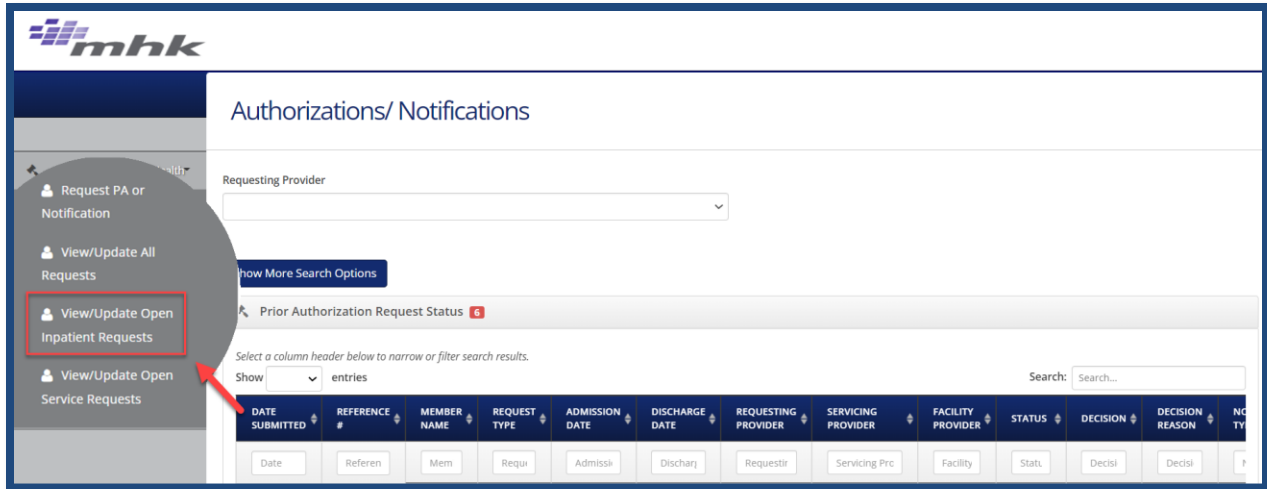 mhk
Authorizations/ Notifications
Request PA or
Notification
View/Update All
Requests
View/Update Open
Inpatient Requests
View/Update Open
Service Requests
Requesting Provider
how More Search Options
Prior Authorization Request Status 6
Select a column header below to narrow or filter search results.
Show entries
Search: Search...
DATE SUBMITTED REFERENCE # MEMBER NAME REQUEST TYPE ADMISSION DATE DISCHARGE DATE REQUESTING PROVIDER SERVICING PROVIDER FACILITY PROVIDER STATUS DECISION DECISION REASON
Date Referen Mem Requ Admissi Discharg Requestir Servicing Prc Facility Statu Decisi Decisi